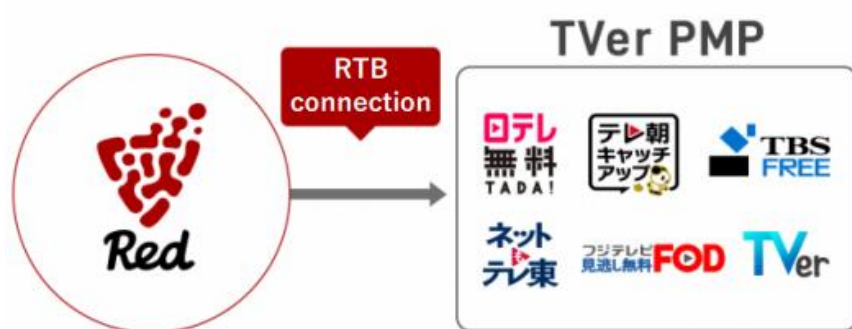 TVer PMP
RTB
connection
Red
日テレ
無料
TADA!
テレ朝
キャッチ
アップ
TBS
FREE
ネット
テレ東
フジテレビ
見逃し無料
FOD
TVer